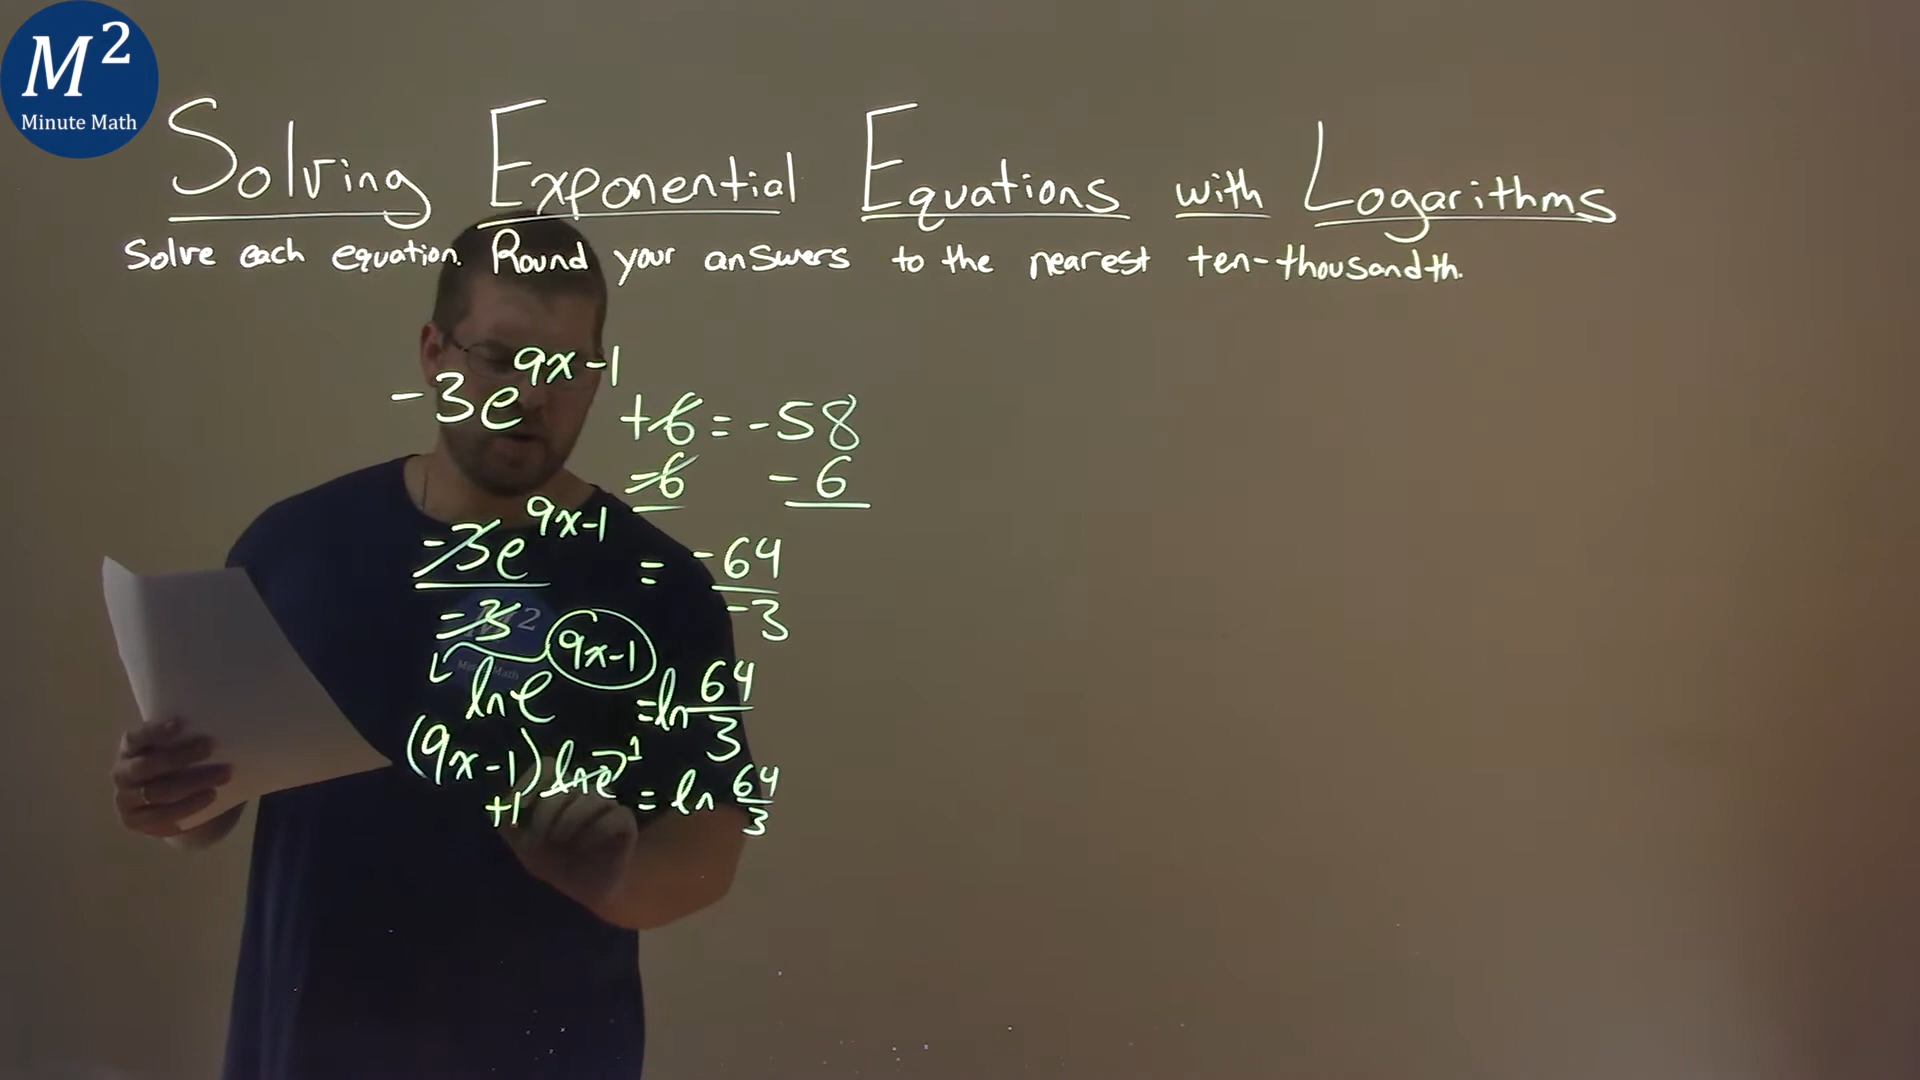 M²
Minute Math
Solving Exponential Equations with Logarithms
Solve each equation. Round your answers to the nearest ten-thousandth.
-3e^(9x-1) +6 = -58
-6 -6
-3e^(9x-1) = -64
-3 -3
M²
ln e^(9x-1) = ln 64/3
(9x-1) ln e 1 = ln 64/3
+1